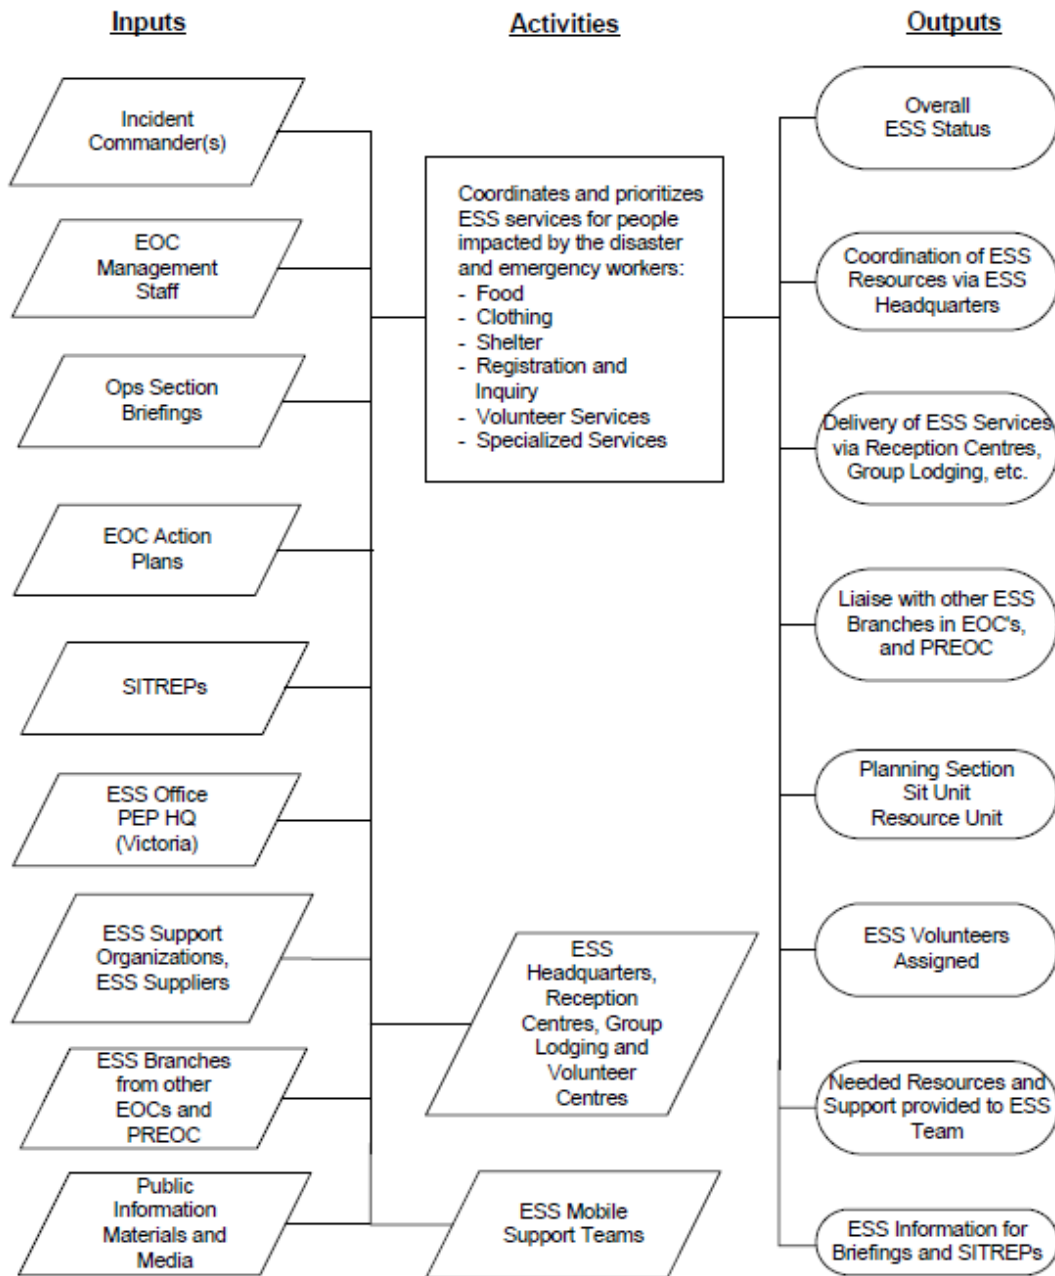 Inputs
Activities
Outputs
Incident
Commander(s)
EOC
Management
Staff
Ops Section
Briefings
EOC Action
Plans
SITREPs
ESS Office
PEP HQ
(Victoria)
ESS Support
Organizations,
ESS Suppliers
ESS Branches
from other
EOCs and
PREOC
Public
Information
Materials and
Media
Coordinates and prioritizes
ESS services for people
impacted by the disaster
and emergency workers:
- Food
- Clothing
- Shelter
- Registration and
Inquiry
- Volunteer Services
- Specialized Services
ESS
Headquarters,
Reception
Centres, Group
Lodging and
Volunteer
Centres
ESS Mobile
Support Teams
Overall
ESS Status
Coordination of ESS
Resources via ESS
Headquarters
Delivery of ESS Services
via Reception Centres,
Group Lodging, etc.
Liaise with other ESS
Branches in EOC's,
and PREOC
Planning Section
Sit Unit
Resource Unit
ESS Volunteers
Assigned
Needed Resources and
Support provided to ESS
Team
ESS Information for
Briefings and SITREPs